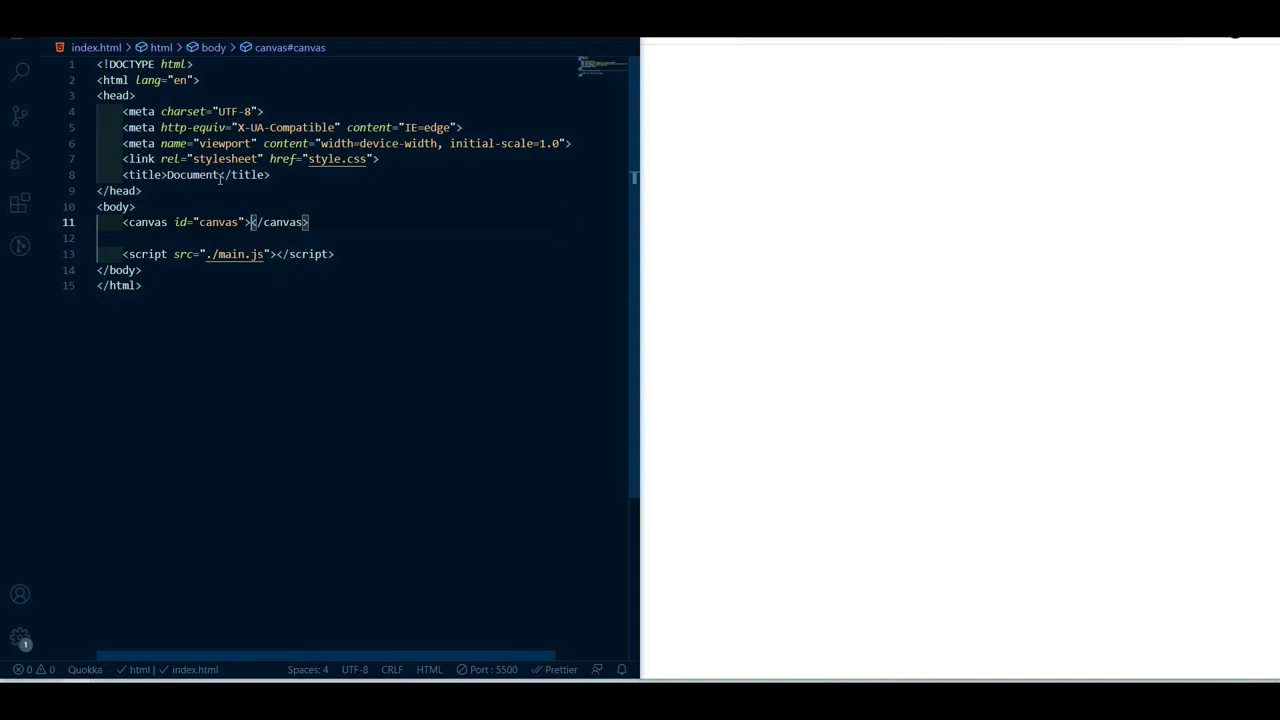 index.html > html > body > canvas#canvas
1 <!DOCTYPE html>
2 <html lang="en">
3 <head>
4 <meta charset="UTF-8">
5 <meta http-equiv="X-UA-Compatible" content="IE=edge">
6 <meta name="viewport" content="width=device-width, initial-scale=1.0">
7 <link rel="stylesheet" href="style.css">
8 <title>Document</title>
9 </head>
10 <body>
11 <canvas id="canvas"></canvas>
12
13 <script src="./main.js"></script>
14 </body>
15 </html>
1
0 0 Quokka html | index.html Spaces: 4 UTF-8 CRLF HTML Port : 5500 Prettier